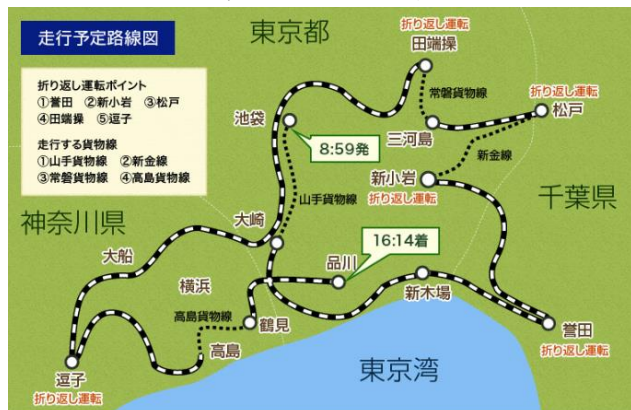 走行予定路線図
折り返し運転ポイント
①誉田 ②新小岩 ③松戸
④田端操 ⑤逗子
走行する貨物線
①山手貨物線 ②新金線
③常磐貨物線 ④高島貨物線
東京都
折り返し運転
田端操
常磐貨物線
折り返し運転
松戸
池袋
8:59発
三河島
新金線
新小岩
折り返し運転
千葉県
山手貨物線
神奈川県
大崎
16:14着
大船
品川
横浜
新木場
高島貨物線
鶴見
誉田
折り返し運転
高島
逗子
折り返し運転
東京湾